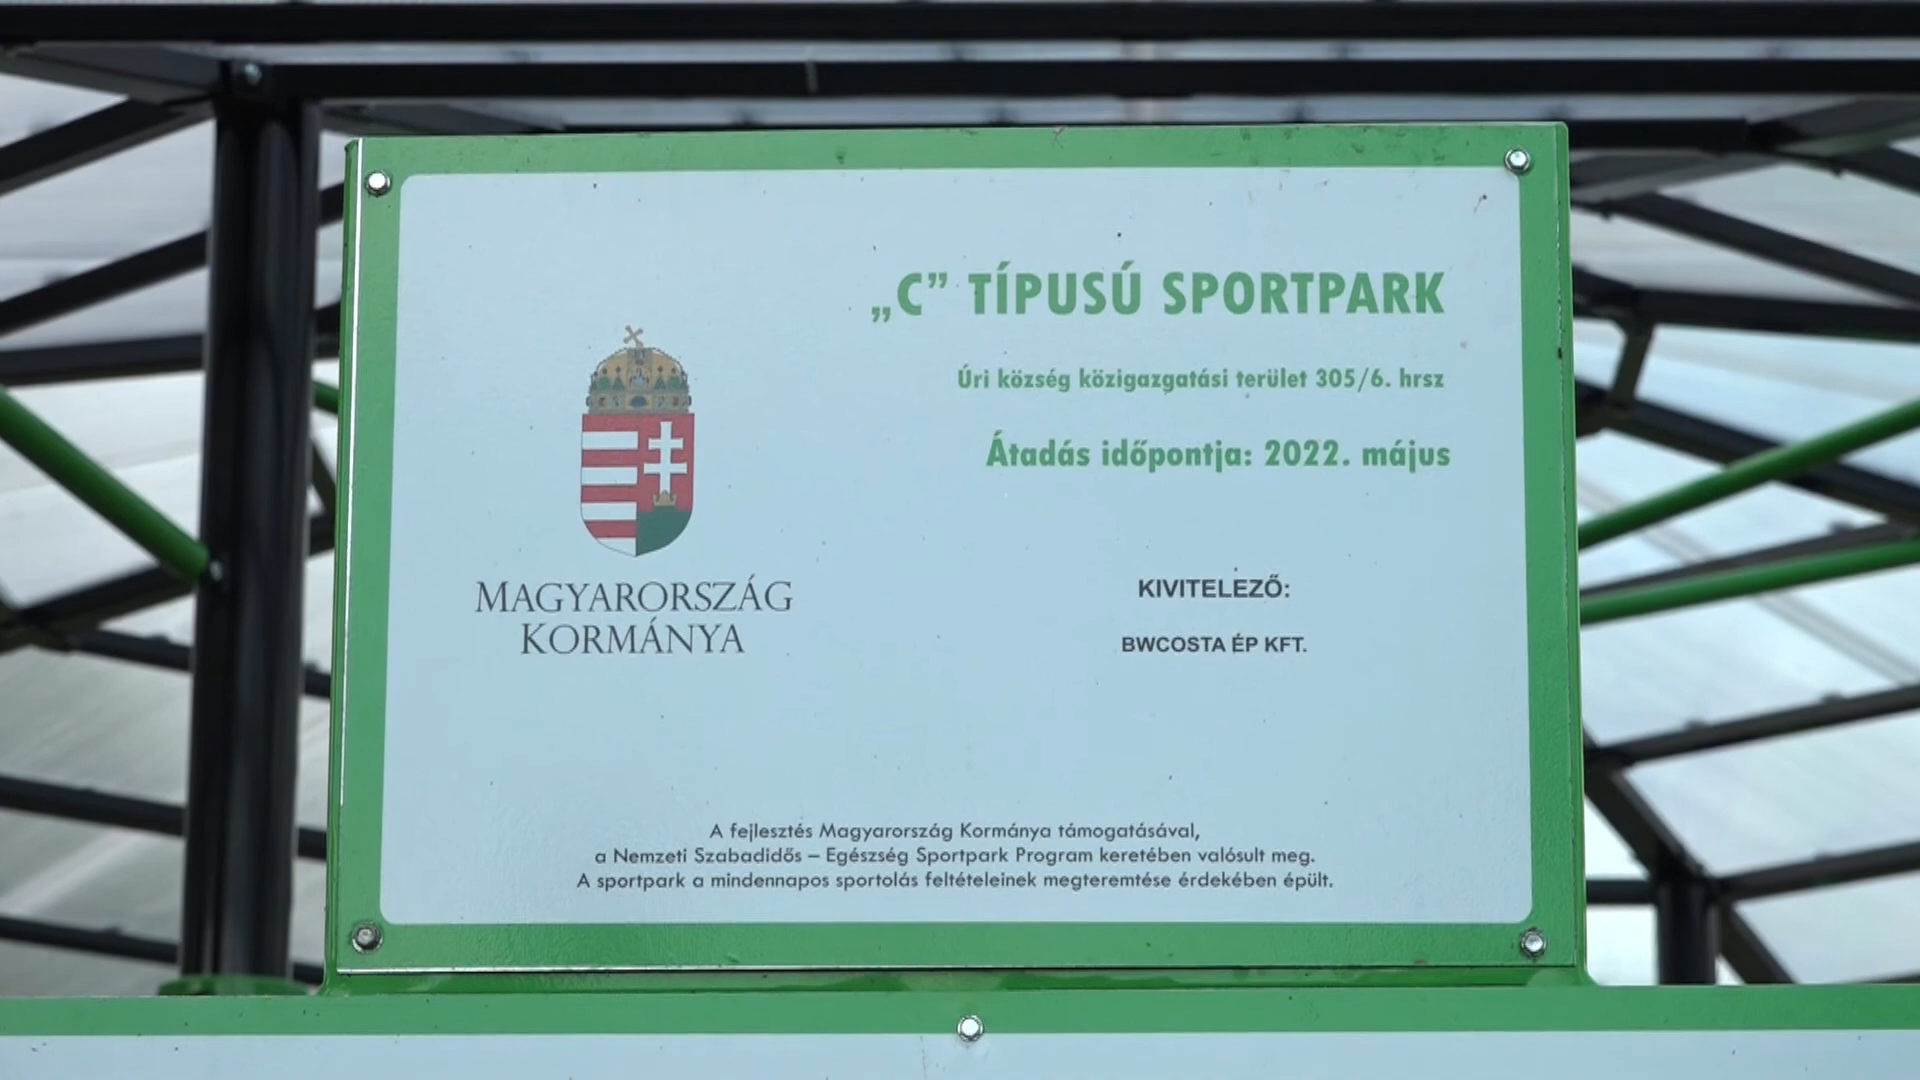 „C” TÍPUSÚ SPORTPARK
Úri község közigazgatási terület 305/6. hrsz
Átadás időpontja: 2022. május
MAGYARORSZÁG
KORMÁNYA
KIVITELEZŐ:
BWCOSTA ÉP KFT.
A fejlesztés Magyarország Kormánya támogatásával,
a Nemzeti Szabadidős – Egészség Sportpark Program keretében valósult meg.
A sportpark a mindennapos sportolás feltételeinek megteremtése érdekében épült.